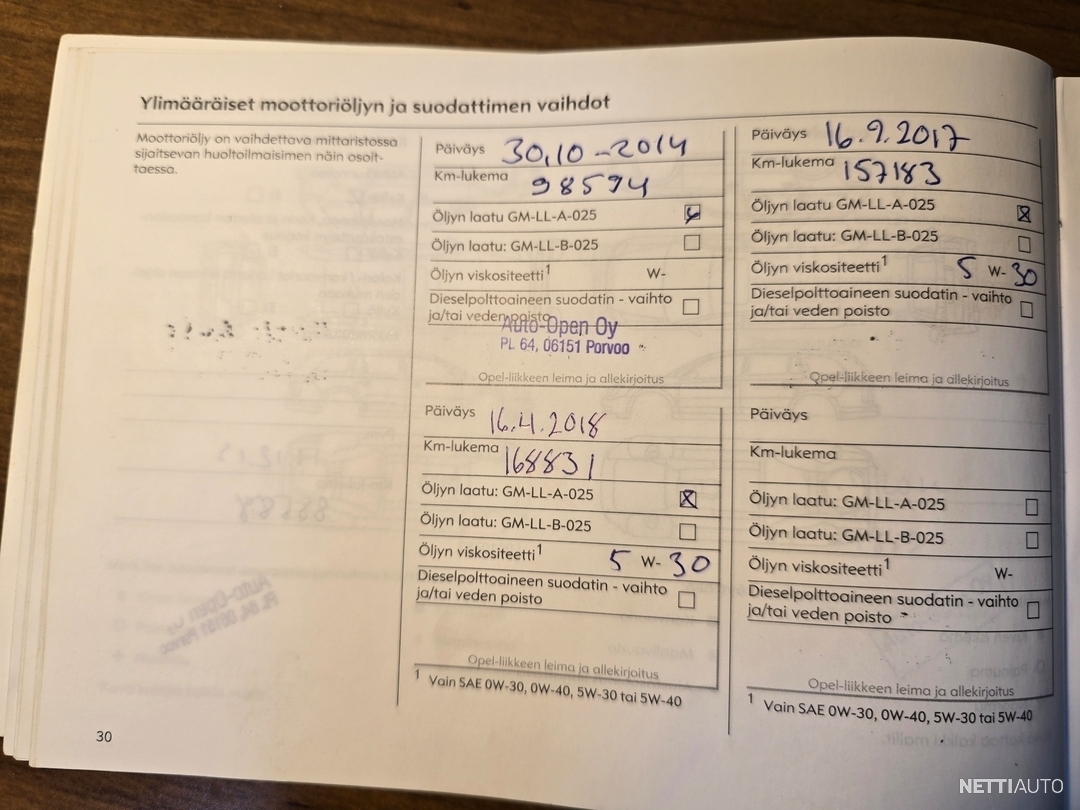 Ylimääräiset moottoriöljyn ja suodattimen vaihdot
Moottoriöljy on vaihdettava mittaristossa
sijaitsevan huoltoilmaisimen näin osoit-
taessa.
Päiväys 30.10-2014
Km-lukema 98594
Öljyn laatu GM-LL-A-025
Öljyn laatu: GM-LL-B-025
Öljyn viskositeetti1 W-
Dieselpolttoaineen suodatin - vaihto
ja/tai veden poisto
Auto-Open Oy
PL 64, 06151 Porvoo
Opel-liikkeen leima ja allekirjoitus
Päiväys 16.4.2018
Km-lukema 168831
Öljyn laatu: GM-LL-A-025
Öljyn laatu: GM-LL-B-025
Öljyn viskositeetti1 5 W-30
Dieselpolttoaineen suodatin - vaihto
ja/tai veden poisto
Opel-liikkeen leima ja allekirjoitus
1 Vain SAE 0W-30, 0W-40, 5W-30 tai 5W-40
Päiväys 16.9.2017
Km-lukema 157183
Öljyn laatu GM-LL-A-025
Öljyn laatu: GM-LL-B-025
Öljyn viskositeetti1 5 W-30
Dieselpolttoaineen suodatin - vaihto
ja/tai veden poisto
Opel-liikkeen leima ja allekirjoitus
Päiväys
Km-lukema
Öljyn laatu: GM-LL-A-025
Öljyn laatu: GM-LL-B-025
Öljyn viskositeetti1 W-
Dieselpolttoaineen suodatin - vaihto
ja/tai veden poisto
Opel-liikkeen leima ja allekirjoitus
1 Vain SAE 0W-30, 0W-40, 5W-30 tai 5W-40
30
NETTIAUTO